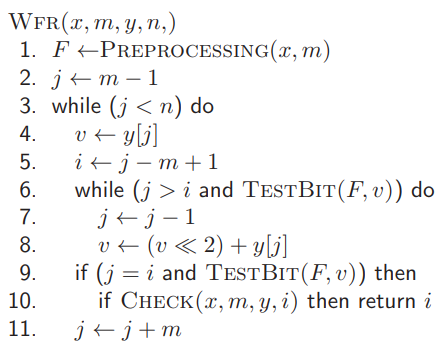 WFR(x, m, y, n,)
1. F ←PREPROCESSING(x, m)
2. j ← m − 1
3. while (j < n) do
4. v ← y[j]
5. i ← j − m + 1
6. while (j > i and TESTBIT(F, v)) do
7. j ← j − 1
8. v ← (v ≪ 2) + y[j]
9. if (j = i and TESTBIT(F, v)) then
10. if CHECK(x, m, y, i) then return i
11. j ← j + m